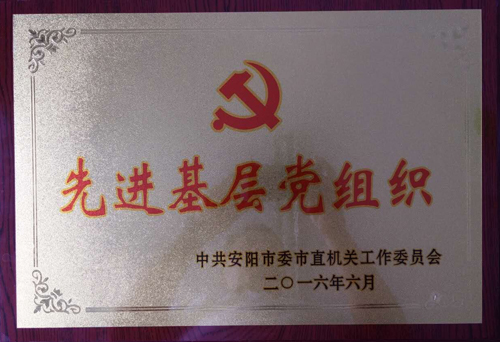 先进基层党组织
中共安阳市委市直机关工作委员会
二〇一六年六月